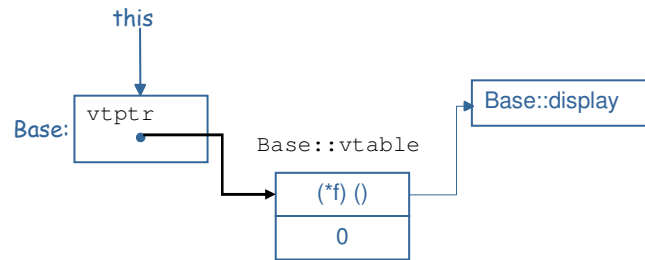 this
vtptr
Base:
Base::display
Base::vtable
(*f) ()
0